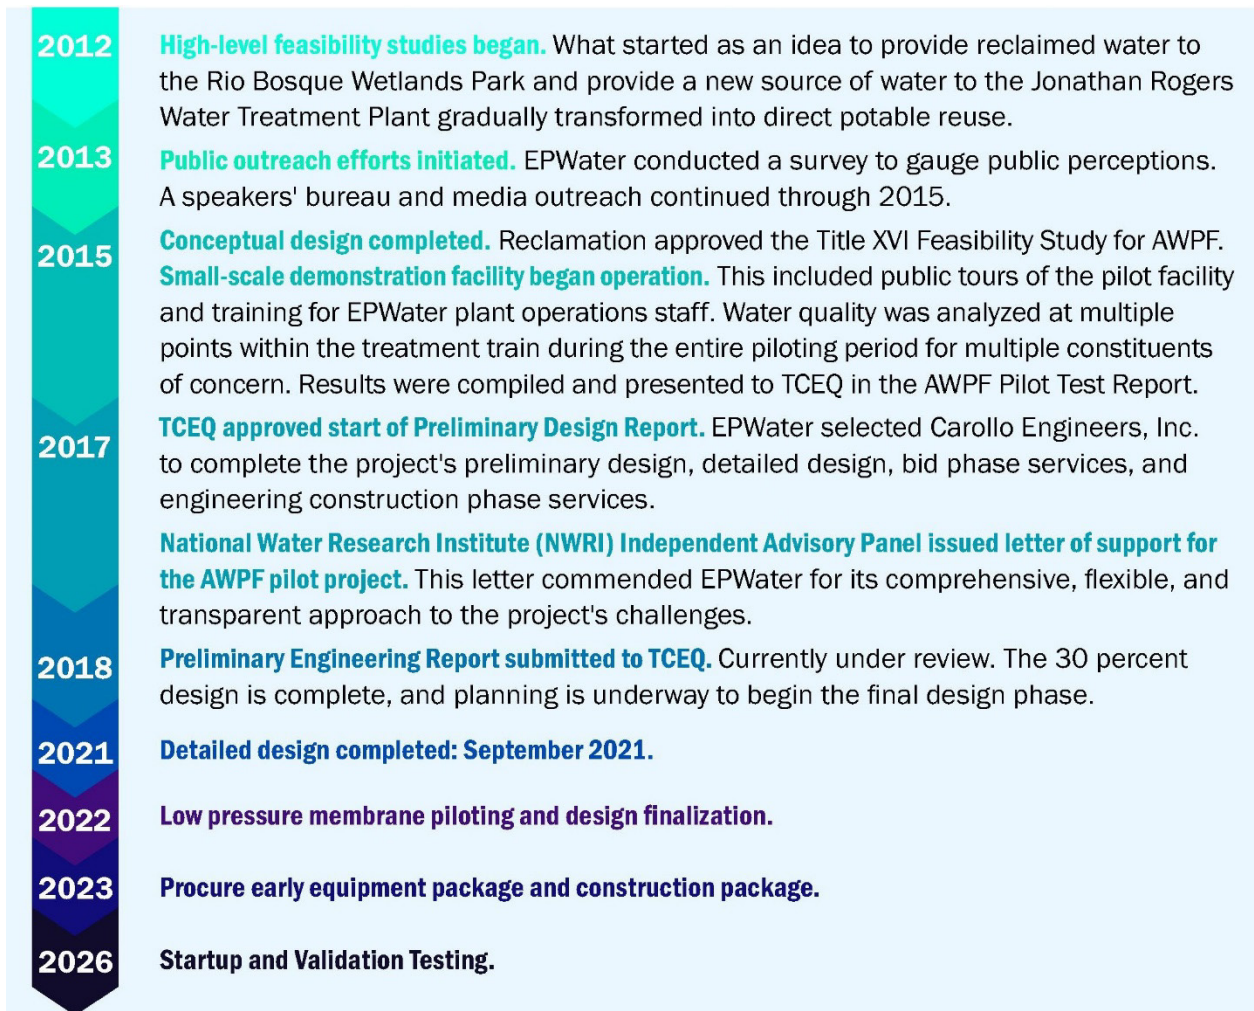 2012
High-level feasibility studies began. What started as an idea to provide reclaimed water to
the Rio Bosque Wetlands Park and provide a new source of water to the Jonathan Rogers
Water Treatment Plant gradually transformed into direct potable reuse.
2013
Public outreach efforts initiated. EPWater conducted a survey to gauge public perceptions.
A speakers' bureau and media outreach continued through 2015.
2015
Conceptual design completed. Reclamation approved the Title XVI Feasibility Study for AWPF.
Small-scale demonstration facility began operation. This included public tours of the pilot facility
and training for EPWater plant operations staff. Water quality was analyzed at multiple
points within the treatment train during the entire piloting period for multiple constituents
of concern. Results were compiled and presented to TCEQ in the AWPF Pilot Test Report.
2017
TCEQ approved start of Preliminary Design Report. EPWater selected Carollo Engineers, Inc.
to complete the project's preliminary design, detailed design, bid phase services, and
engineering construction phase services.
National Water Research Institute (NWRI) Independent Advisory Panel issued letter of support for
the AWPF pilot project. This letter commended EPWater for its comprehensive, flexible, and
transparent approach to the project's challenges.
2018
Preliminary Engineering Report submitted to TCEQ. Currently under review. The 30 percent
design is complete, and planning is underway to begin the final design phase.
2021
Detailed design completed: September 2021.
2022
Low pressure membrane piloting and design finalization.
2023
Procure early equipment package and construction package.
2026
Startup and Validation Testing.